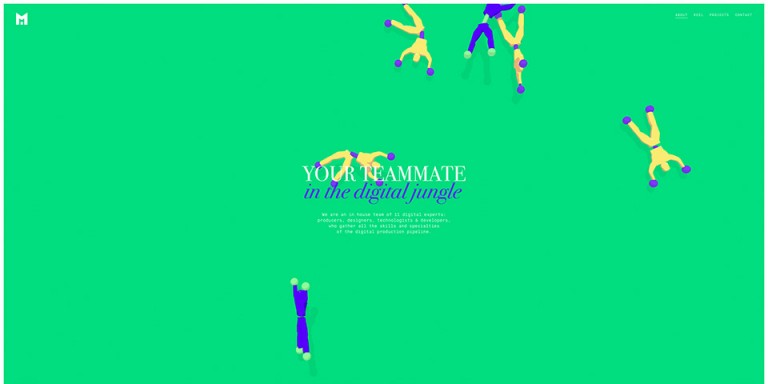 M
ABOUT REEL PROJECTS CONTACT
YOUR TEAMMATE
in the digital jungle
We are an in house team of 11 digital experts:
producers, designers, technologists & developers,
who gather all the skills and specialties
of the digital production pipeline.